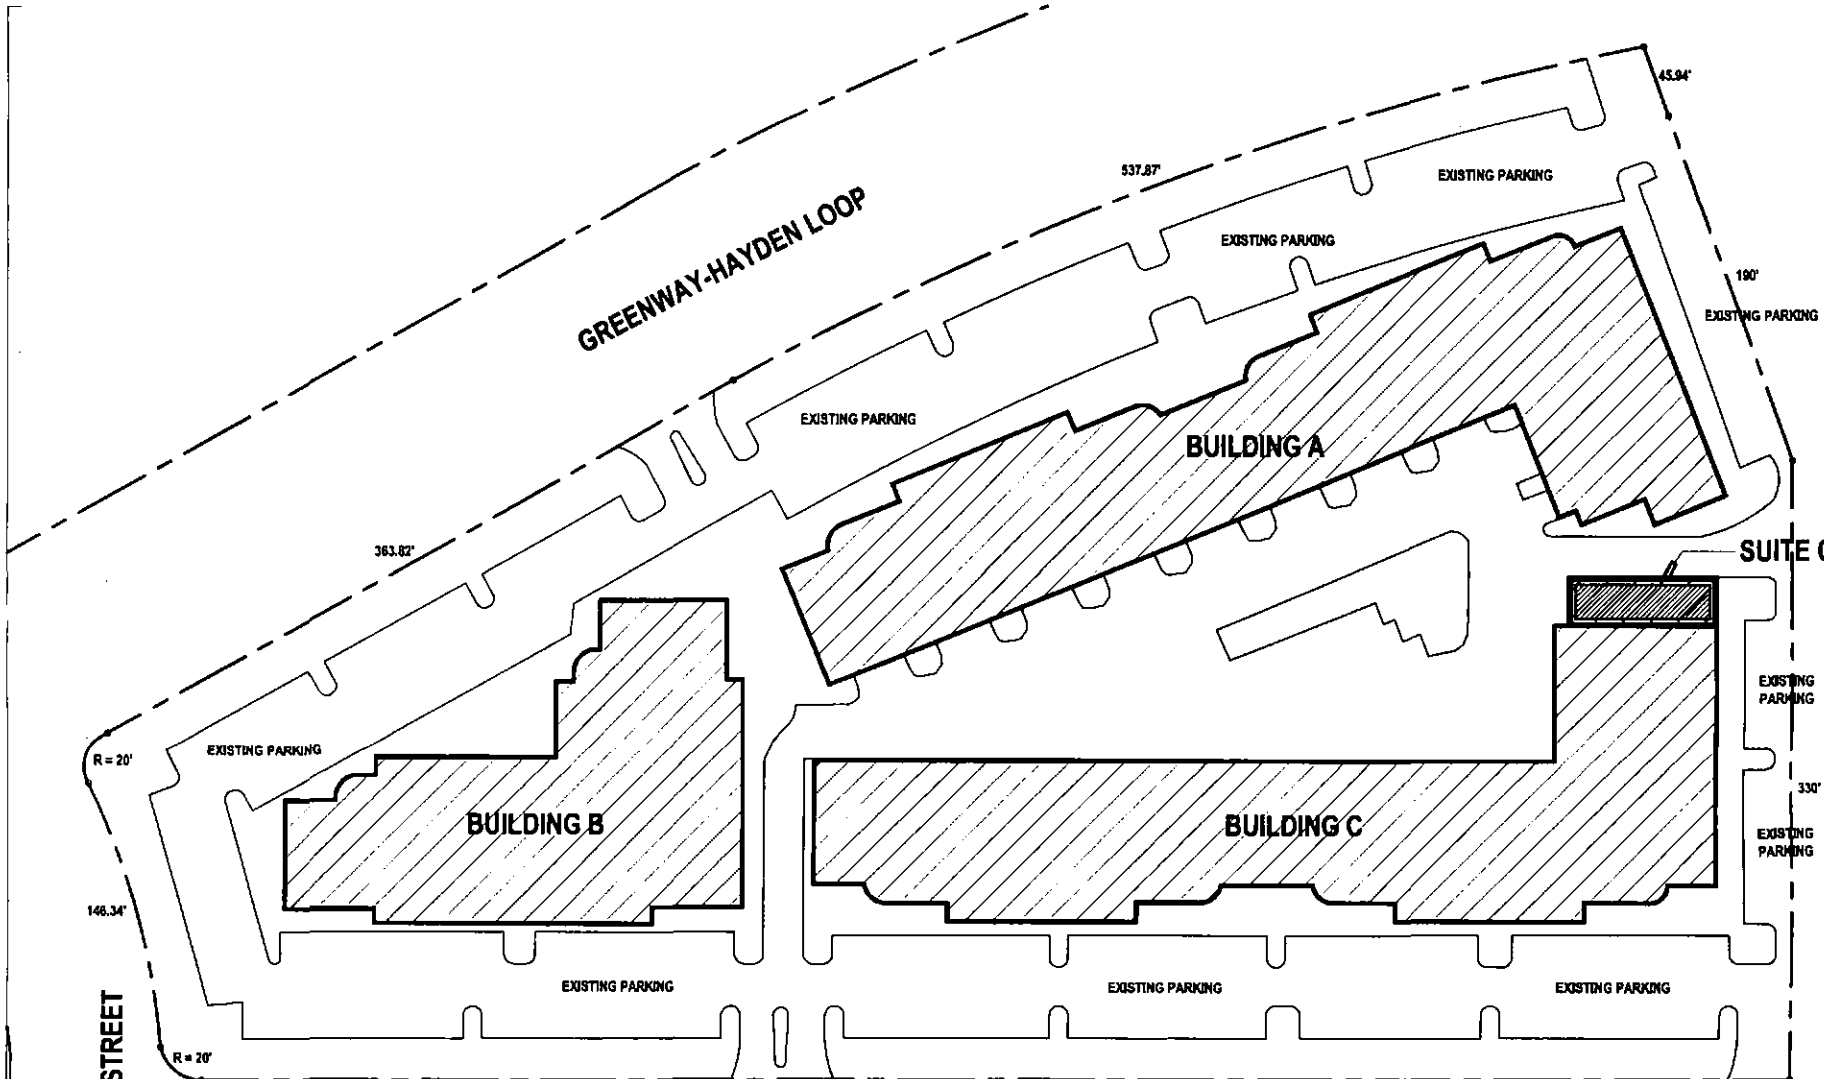 45.94'
537.87'
EXISTING PARKING
GREENWAY-HAYDEN LOOP
EXISTING PARKING
190'
EXISTING PARKING
EXISTING PARKING
BUILDING A
363.82'
SUITE
EXISTING
PARKING
EXISTING PARKING
R = 20'
330'
BUILDING B
BUILDING C
EXISTING
PARKING
146.34'
EXISTING PARKING
EXISTING PARKING
EXISTING PARKING
STREET
R = 20'